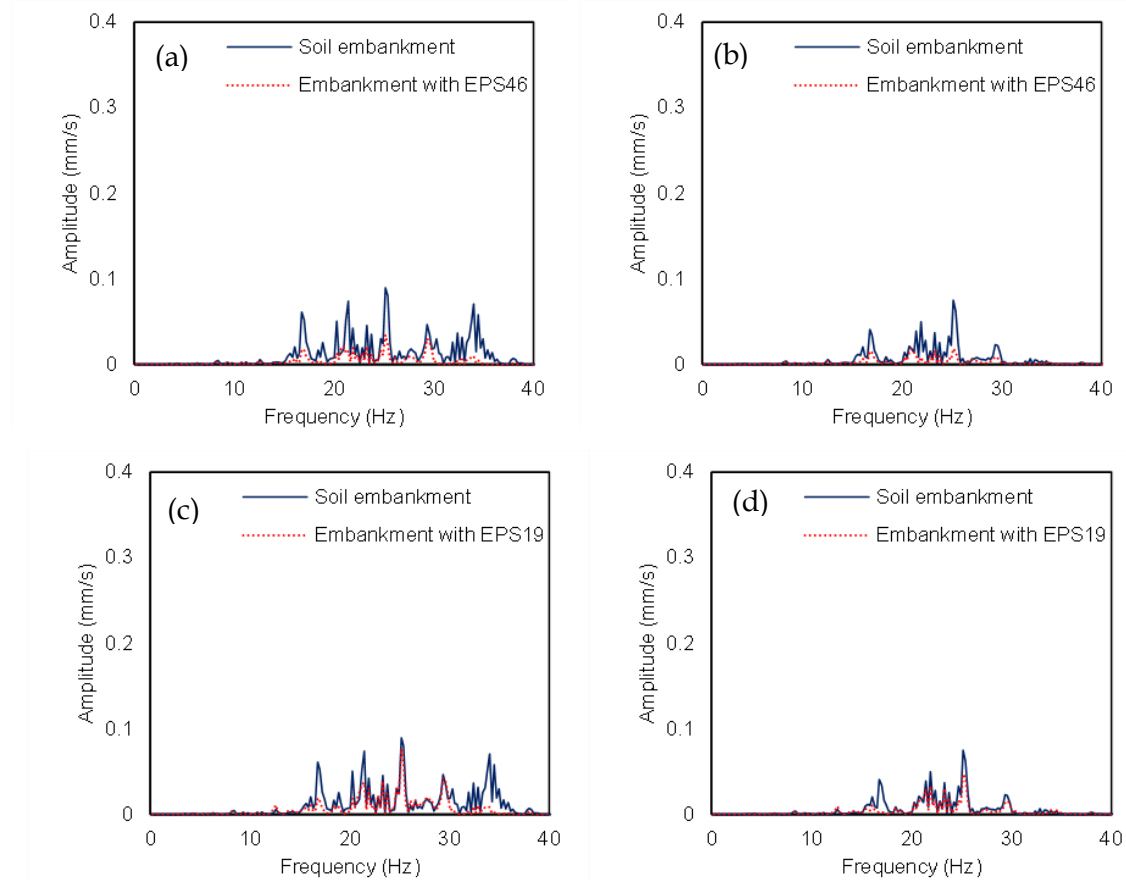 (a)
Soil embankment
Embankment with EPS46
Amplitude (mm/s)
0.4
0.3
0.2
0.1
0
0 10 20 30 40
Frequency (Hz)
(b)
Soil embankment
Embankment with EPS46
Amplitude (mm/s)
0.4
0.3
0.2
0.1
0
0 10 20 30 40
Frequency (Hz)
(c)
Soil embankment
Embankment with EPS19
Amplitude (mm/s)
0.4
0.3
0.2
0.1
0
0 10 20 30 40
Frequency (Hz)
(d)
Soil embankment
Embankment with EPS19
Amplitude (mm/s)
0.4
0.3
0.2
0.1
0
0 10 20 30 40
Frequency (Hz)